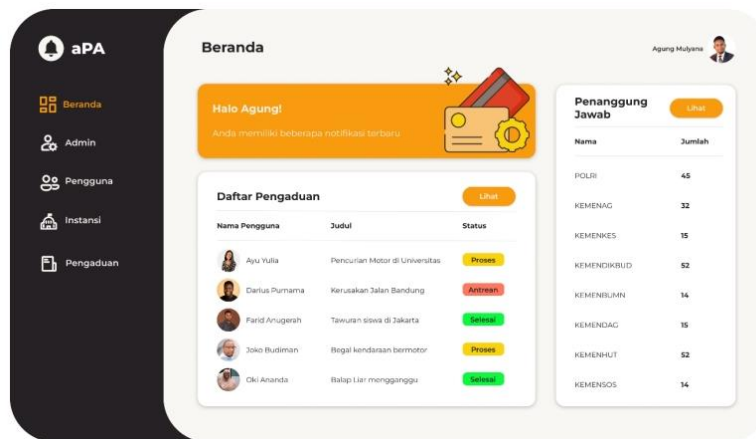 aPA
Beranda
Admin
Pengguna
Instansi
Pengaduan
Beranda
Agung Mulyana
Halo Agung!
Anda memiliki beberapa notifikasi terbaru
Daftar Pengaduan
Lihat
Nama Pengguna Judul Status
Ayu Yulia Pencurian Motor di Universitas Proses
Darius Purnama Kerusakan Jalan Bandung Antrean
Farid Anugerah Tawuran siswa di Jakarta Selesai
Joko Budiman Begal kendaraan bermotor Proses
Oki Ananda Balap Liar mengganggu Selesai
Penanggung
Jawab
Lihat
Nama Jumlah
POLRI 45
KEMENAG 32
KEMENKES 15
KEMENDIKBUD 52
KEMENBUMN 14
KEMENDAG 15
KEMENHUT 52
KEMENSOS 14